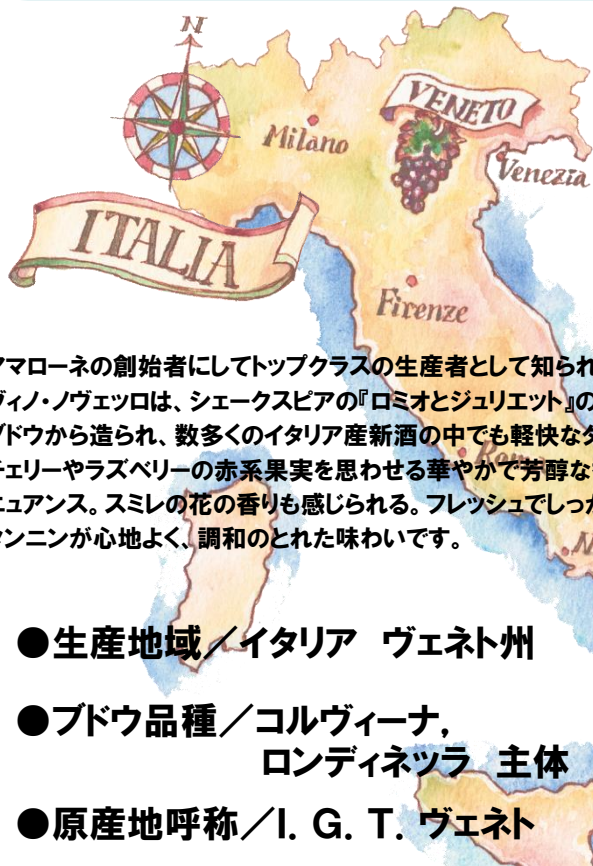 N
VENETO
Milano
Venezia
ITALIA
Firenze
アマローネの創始者にしてトップクラスの生産者として知られ
ヴィノ・ノヴェッロは、シェークスピアの『ロミオとジュリエット』の
ブドウから造られ、数多くのイタリア産新酒の中でも軽快な
チェリーやラズベリーの赤系果実を思わせる華やかで芳醇な
ニュアンス。スミレの花の香りも感じられる。フレッシュでしっか
タンニンが心地よく、調和のとれた味わいです。
Roma
●生産地域／イタリア　ヴェネト州
●ブドウ品種／コルヴィーナ,
ロンディネッラ　主体
●原産地呼称／I. G. T. ヴェネト